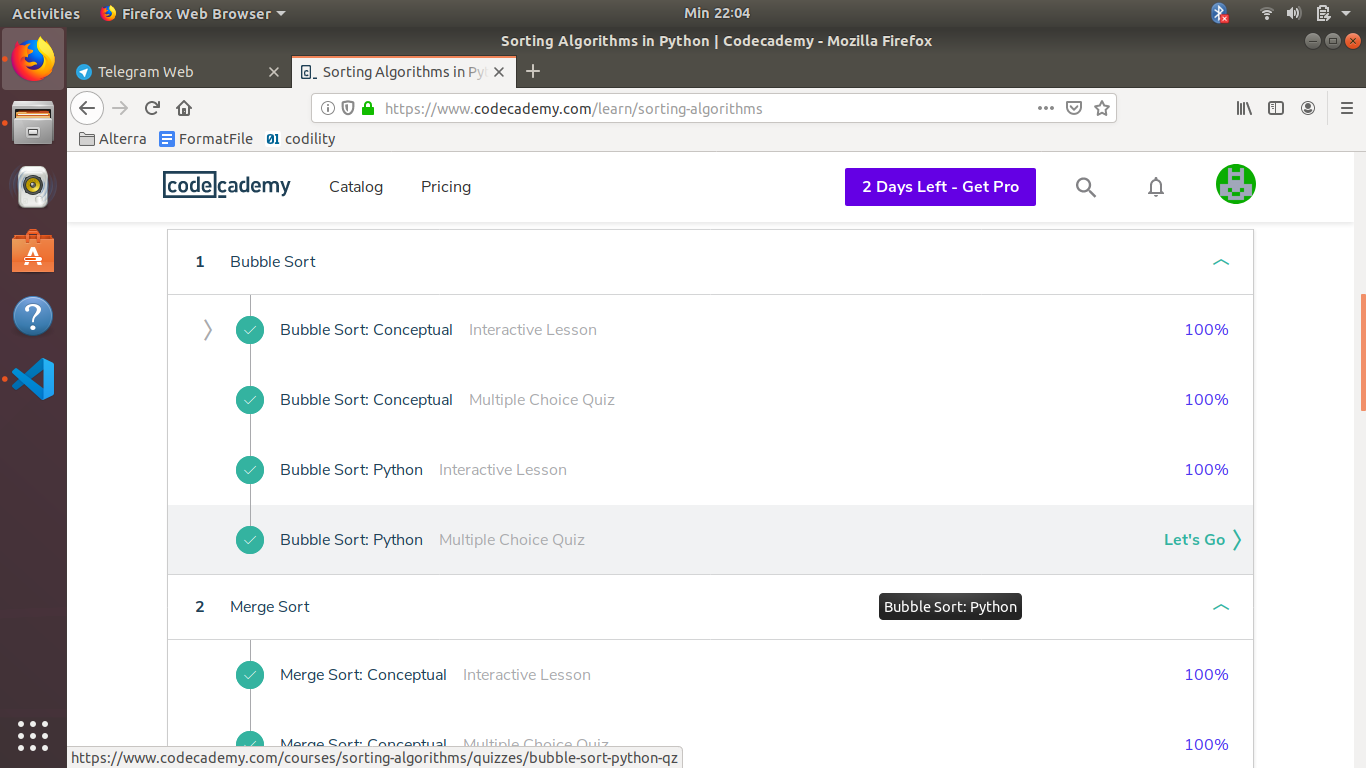 Activities Firefox Web Browser Min 22:04
Sorting Algorithms in Python | Codecademy - Mozilla Firefox
Telegram Web Sorting Algorithms in Py
https://www.codecademy.com/learn/sorting-algorithms
Alterra FormatFile 01 codility
codecademy Catalog Pricing 2 Days Left - Get Pro
1 Bubble Sort
Bubble Sort: Conceptual Interactive Lesson 100%
Bubble Sort: Conceptual Multiple Choice Quiz 100%
Bubble Sort: Python Interactive Lesson 100%
Bubble Sort: Python Multiple Choice Quiz Let's Go
2 Merge Sort Bubble Sort: Python
Merge Sort: Conceptual Interactive Lesson 100%
Merge Sort: Conceptual Multiple Choice Quiz 100%
https://www.codecademy.com/courses/sorting-algorithms/quizzes/bubble-sort-python-qz